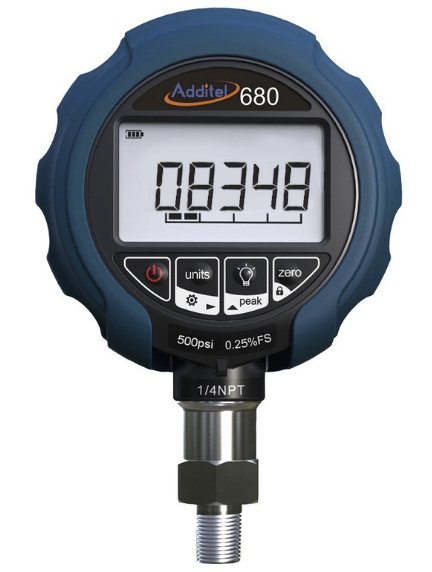 Additel 680
08348
units
zero
peak
500psi 0.25%FS
1/4NPT